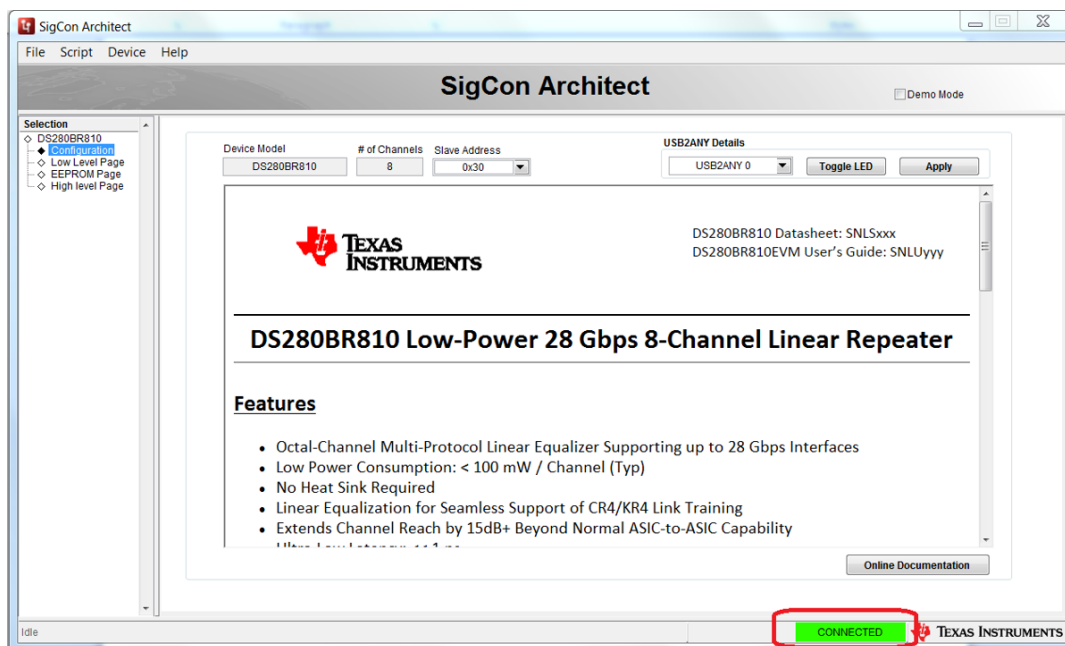 SigCon Architect
File Script Device Help
SigCon Architect
Demo Mode
Selection
DS280BR810
Configuration
Low Level Page
EEPROM Page
High level Page
Device Model # of Channels Slave Address
DS280BR810 8 0x30
USB2ANY Details
USB2ANY 0 Toggle LED Apply
TEXAS
INSTRUMENTS
DS280BR810 Datasheet: SNLSxxx
DS280BR810EVM User's Guide: SNLUyyy
DS280BR810 Low-Power 28 Gbps 8-Channel Linear Repeater
Features
• Octal-Channel Multi-Protocol Linear Equalizer Supporting up to 28 Gbps Interfaces
• Low Power Consumption: < 100 mW / Channel (Typ)
• No Heat Sink Required
• Linear Equalization for Seamless Support of CR4/KR4 Link Training
• Extends Channel Reach by 15dB+ Beyond Normal ASIC-to-ASIC Capability
Online Documentation
Idle
CONNECTED
TEXAS INSTRUMENTS